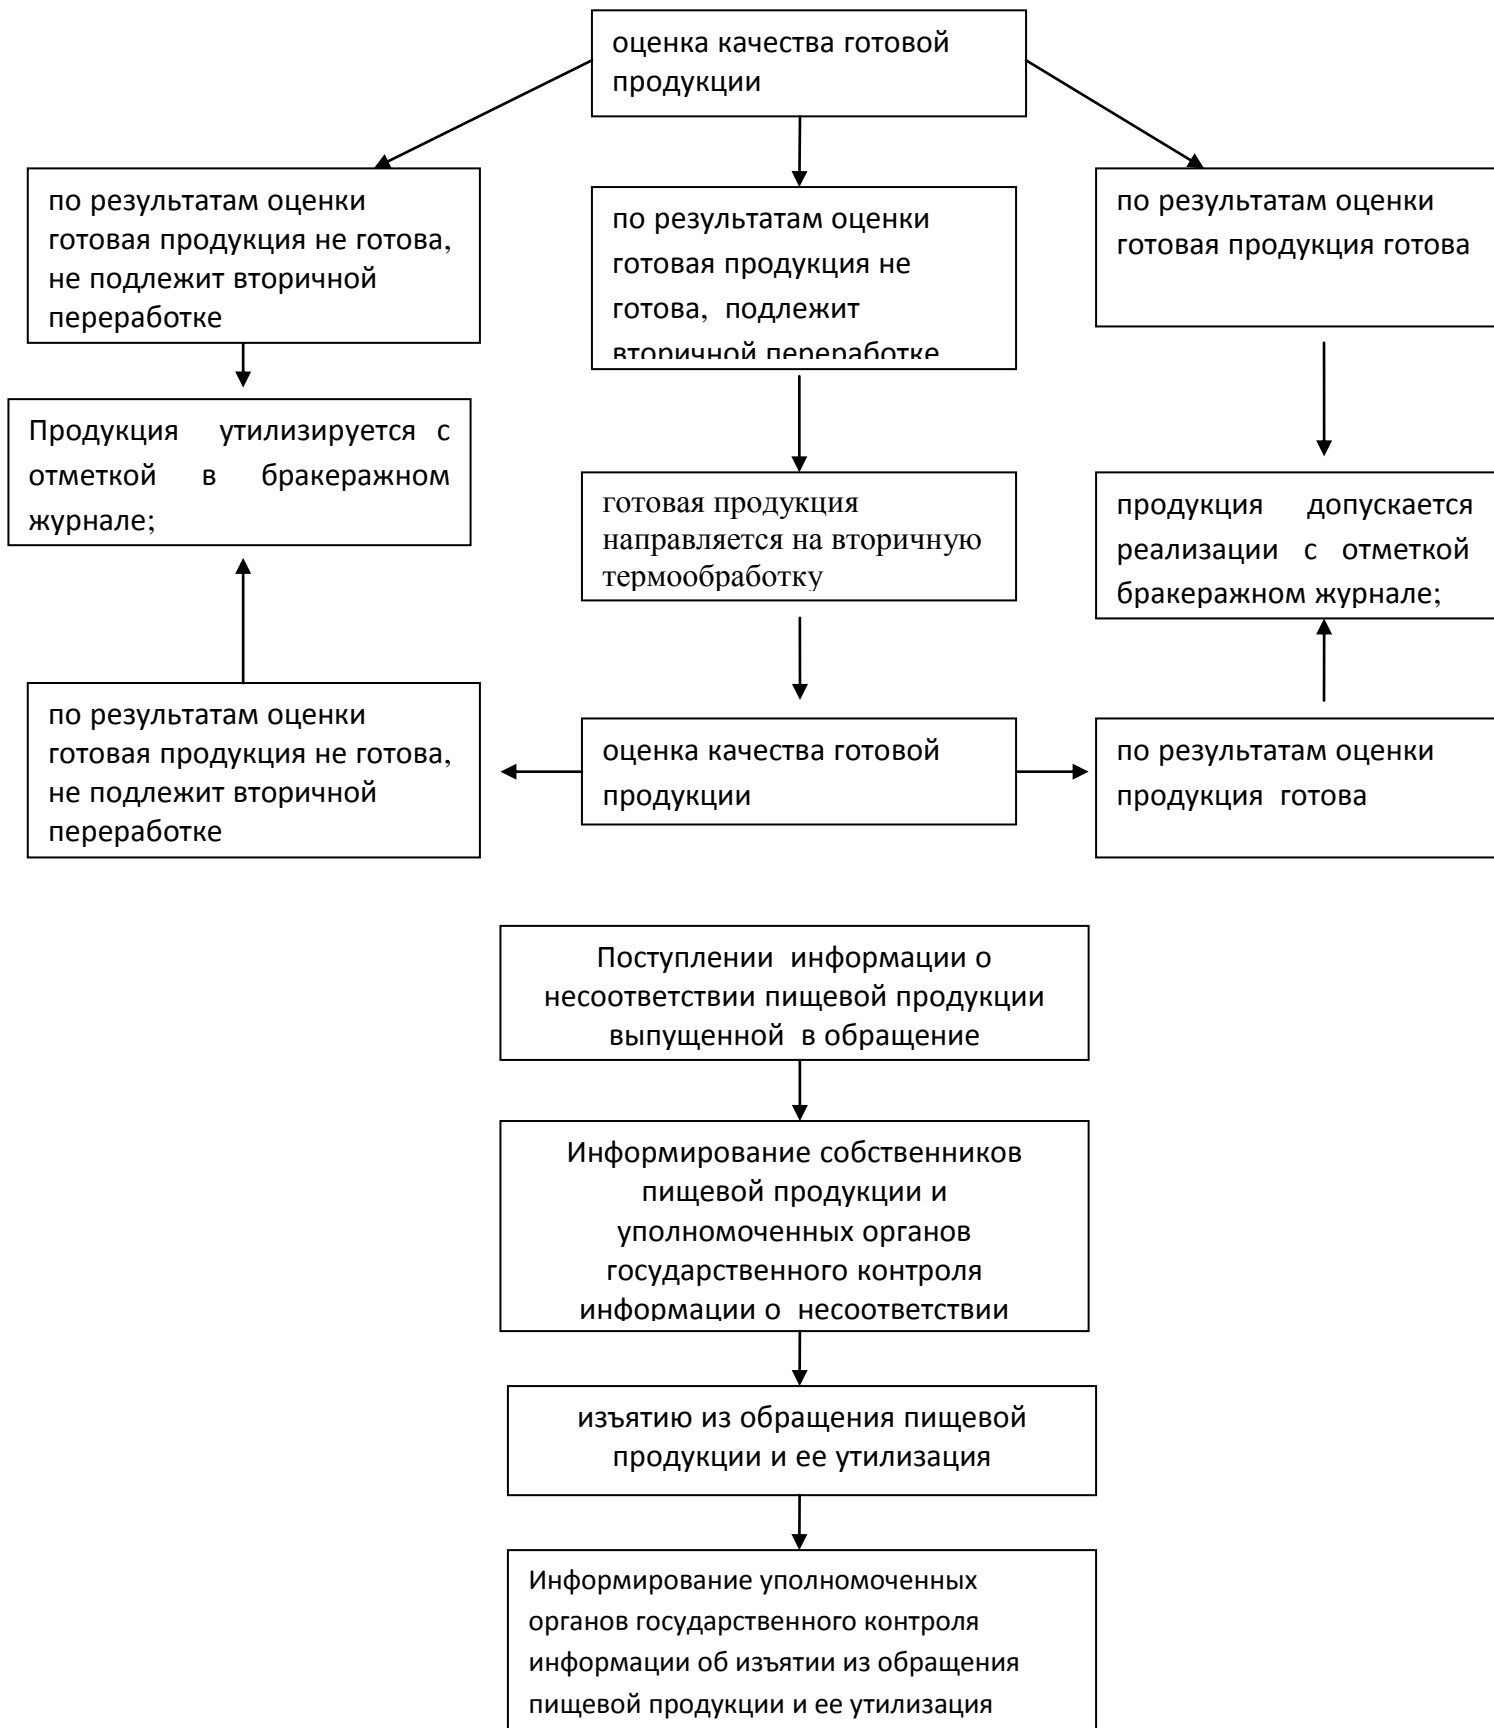 оценка качества готовой
продукции
по результатам оценки
готовая продукция не готова,
не подлежит вторичной
переработке
по результатам оценки
готовая продукция не
готова, подлежит
вторичной переработке
по результатам оценки
готовая продукция готова
Продукция утилизируется с
отметкой в бракеражном
журнале;
готовая продукция
направляется на вторичную
термообработку
продукция допускается
реализации с отметкой
бракеражном журнале;
по результатам оценки
готовая продукция не готова,
не подлежит вторичной
переработке
оценка качества готовой
продукции
по результатам оценки
продукция готова
Поступлении информации о
несоответствии пищевой продукции
выпущенной в обращение
Информирование собственников
пищевой продукции и
уполномоченных органов
государственного контроля
информации о несоответствии
изъятию из обращения пищевой
продукции и ее утилизация
Информирование уполномоченных
органов государственного контроля
информации об изъятии из обращения
пищевой продукции и ее утилизация